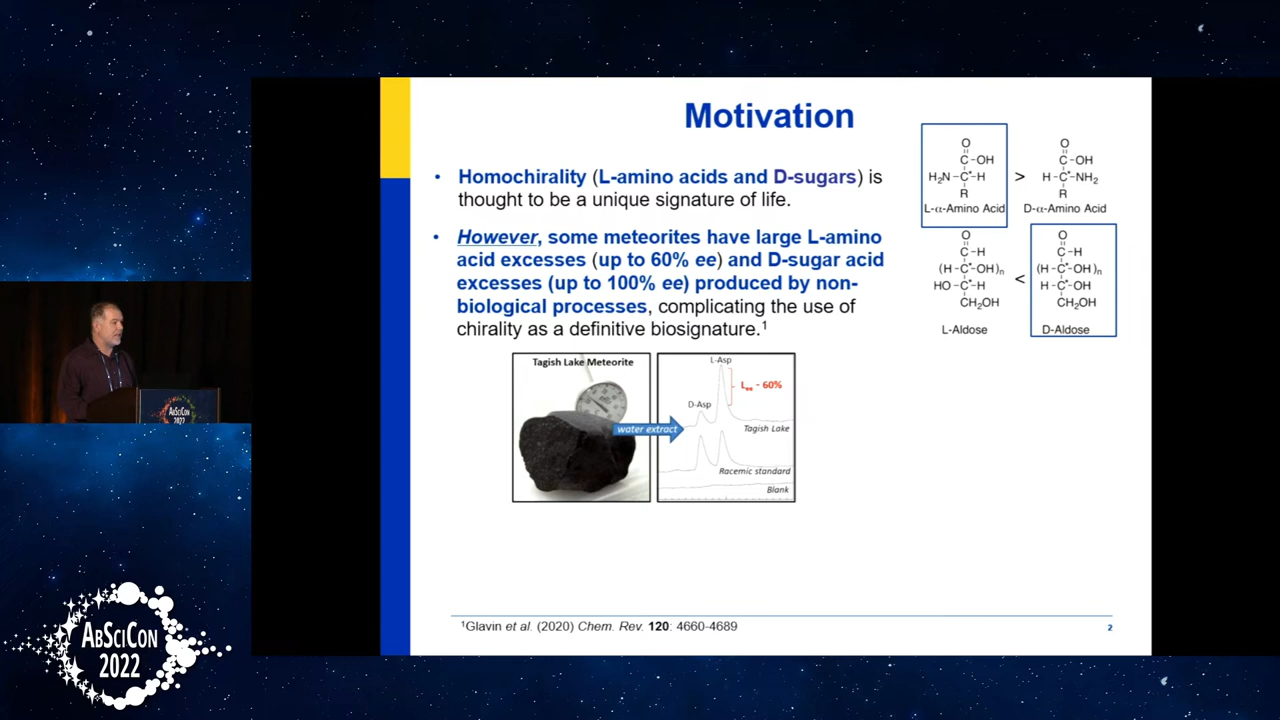 Motivation
• Homochirality (L-amino acids and D-sugars) is
thought to be a unique signature of life.
• However, some meteorites have large L-amino
acid excesses (up to 60% ee) and D-sugar acid
excesses (up to 100% ee) produced by non-
biological processes, complicating the use of
chirality as a definitive biosignature.¹
O
C-OH
H₂N-C*-H
R
L-α-Amino Acid
>
O
C-OH
H-C*-NH₂
R
D-α-Amino Acid
O
C-H
(H-C*-OH)n
HO-C*-H
CH₂OH
L-Aldose
<
O
C-H
(H-C*-OH)n
H-C*-OH
CH₂OH
D-Aldose
Tagish Lake Meteorite
water extract
L-Asp
Lee - 60%
D-Asp
Tagish Lake
Racemic standard
Blank
¹Glavin et al. (2020) Chem. Rev. 120: 4660-4689
2
AbSciCon
2022
AbSciCon
2022